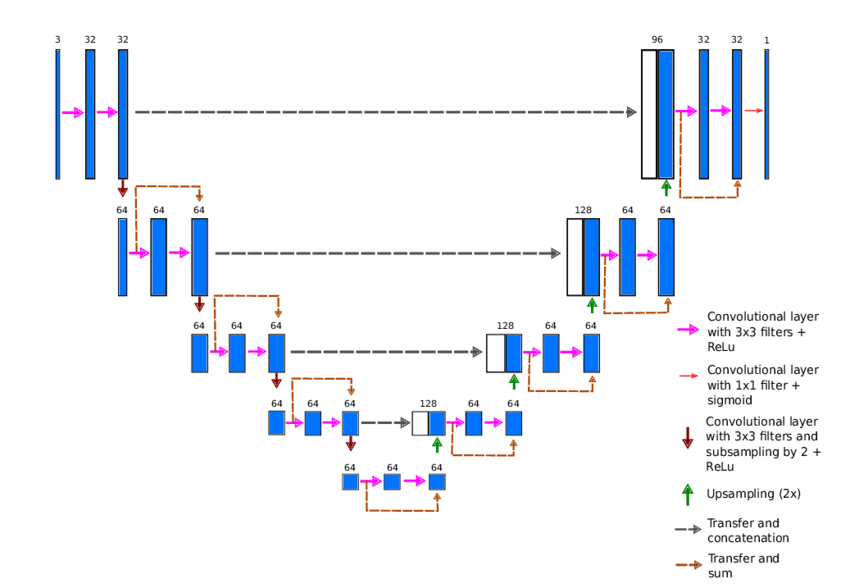 3 32 32 96 32 32 1
64 64 64 128 64 64
64 64 64 128 64 64
64 64 64 128 64 64
64 64 64
Convolutional layer
with 3x3 filters +
ReLu
Convolutional layer
with 1x1 filter +
sigmoid
Convolutional layer
with 3x3 filters and
subsampling by 2 +
ReLu
Upsampling (2x)
Transfer and
concatenation
Transfer and
sum